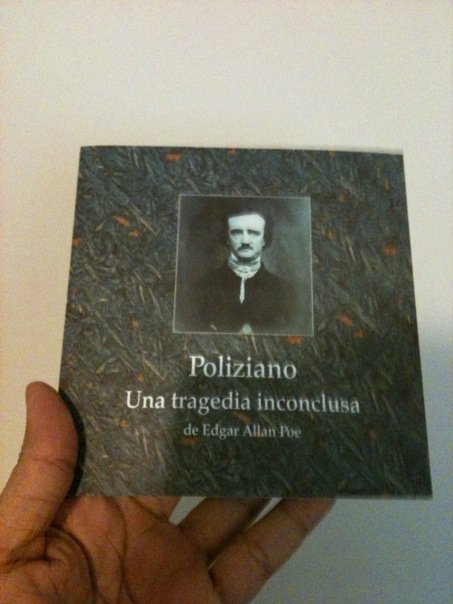 Poliziano
Una tragedia inconclusa
de Edgar Allan Poe